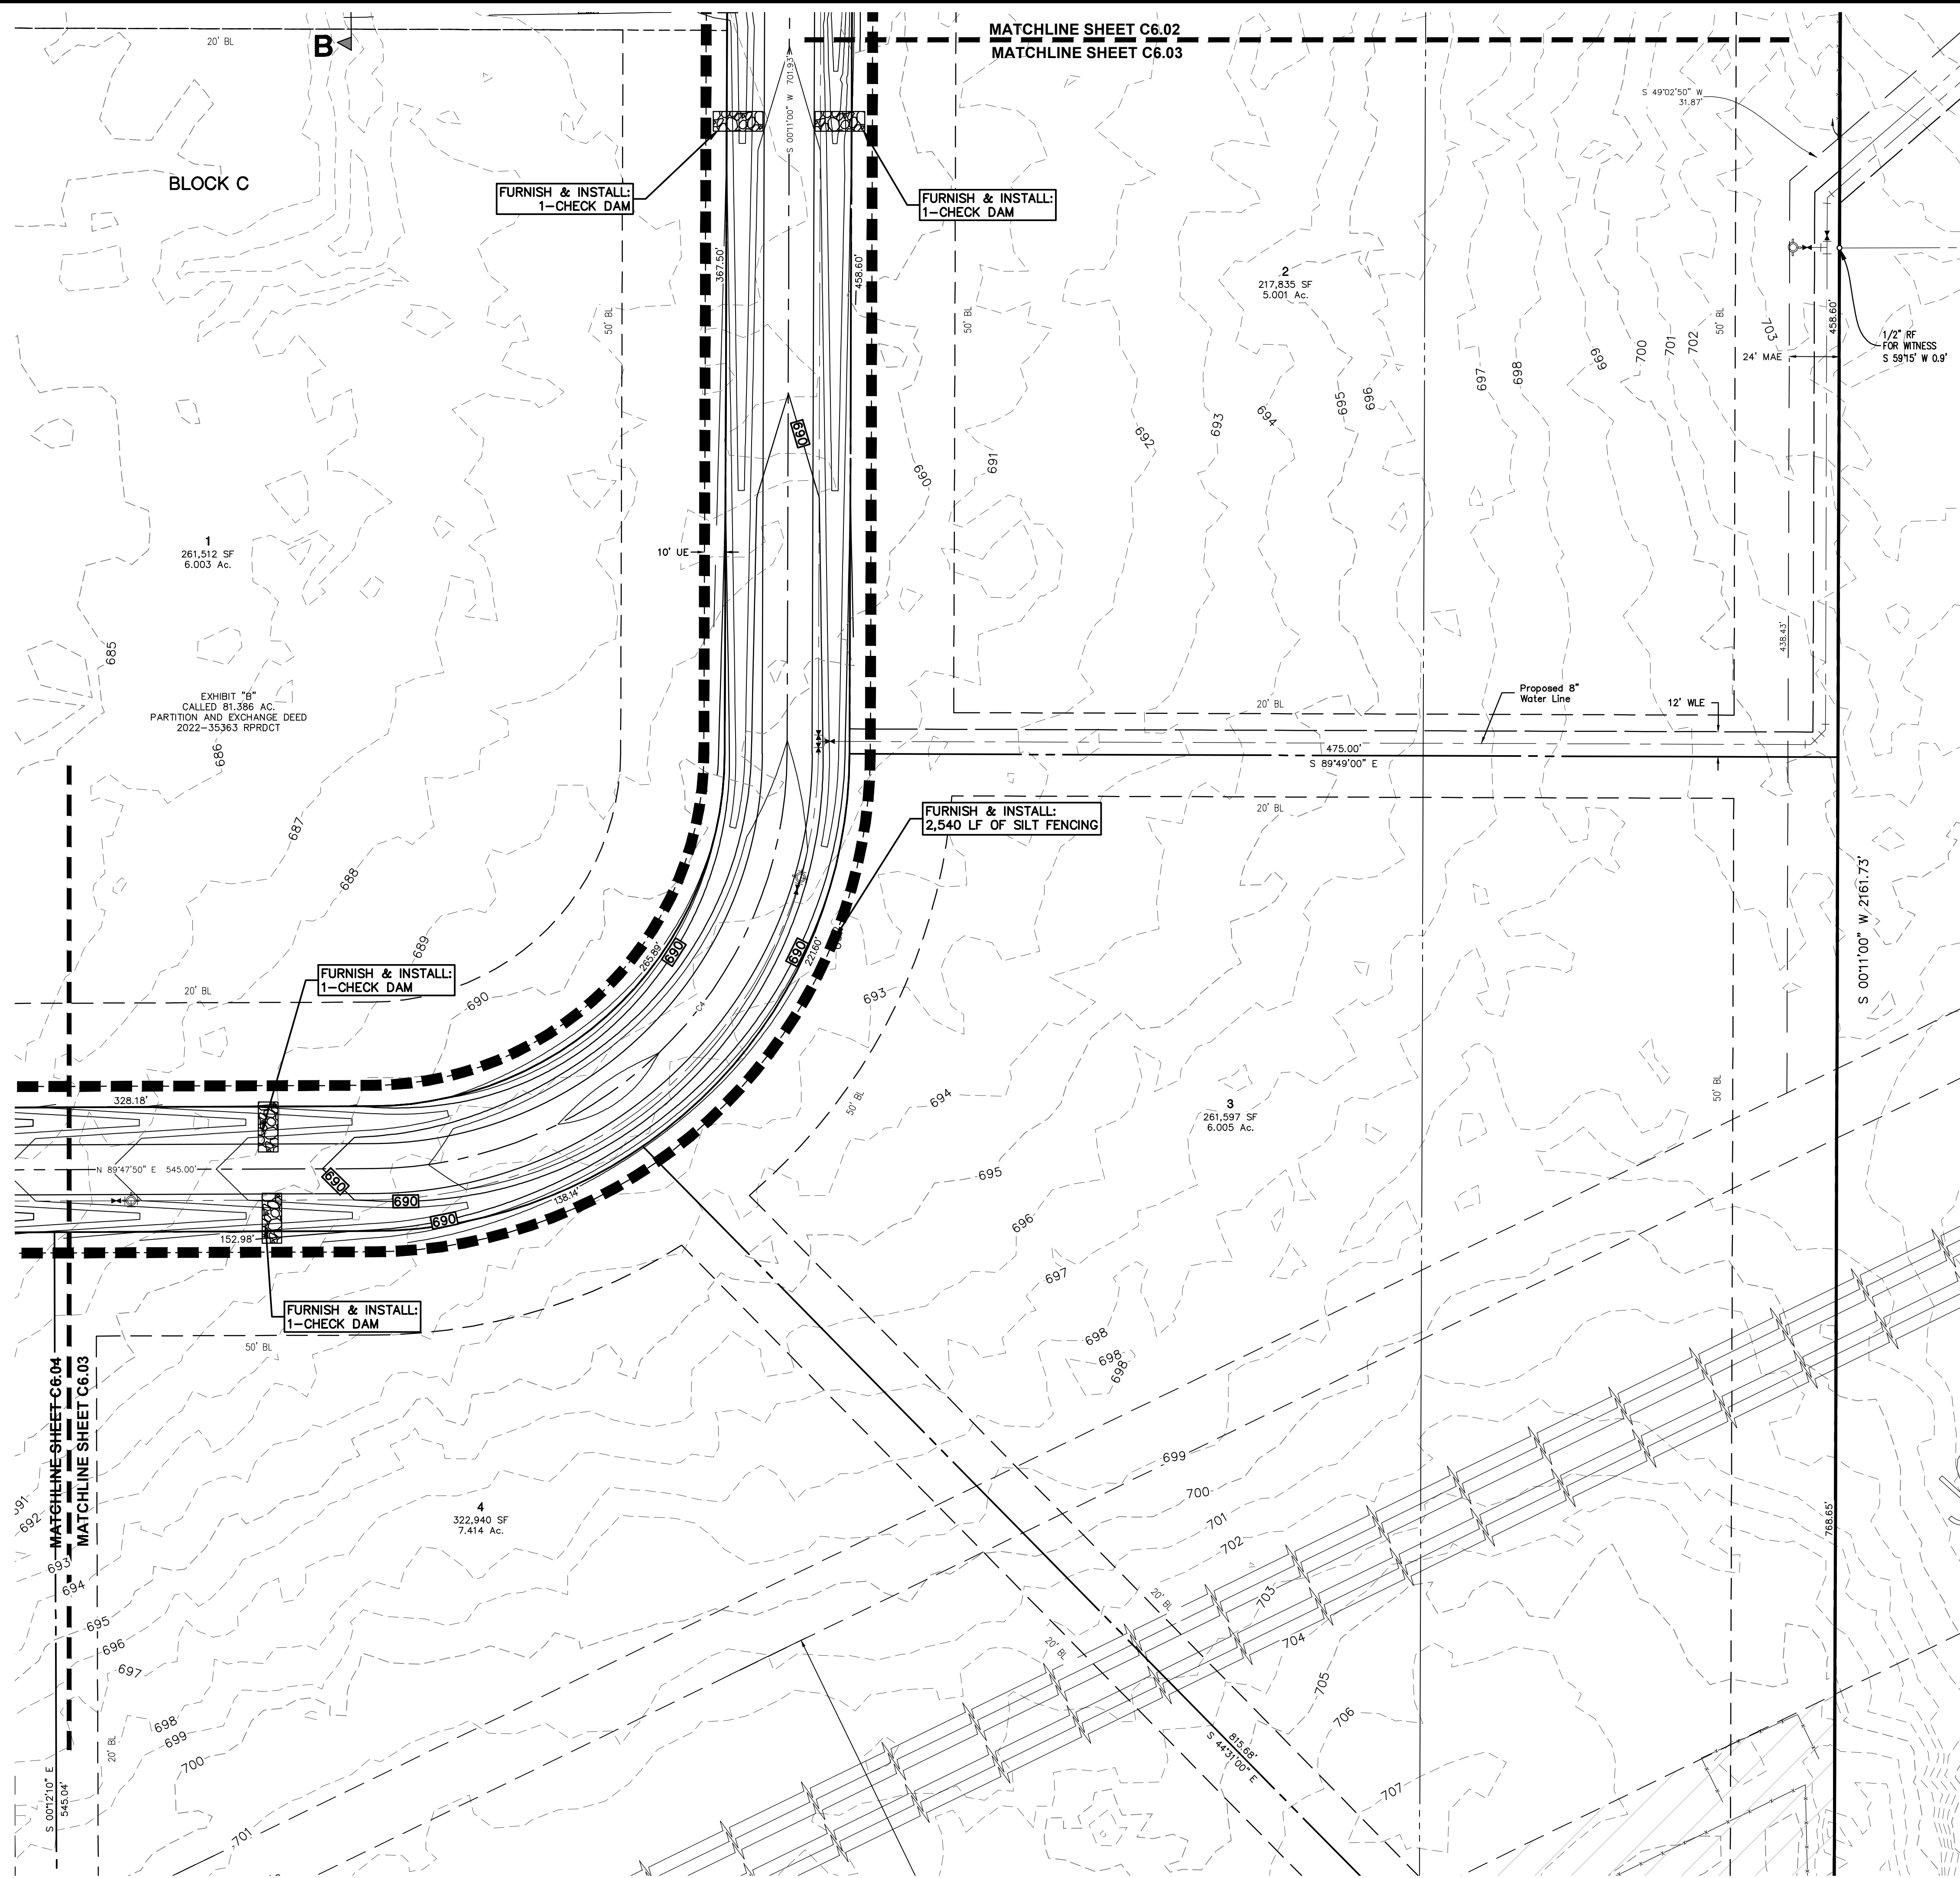 MATCHLINE SHEET C6.02
MATCHLINE SHEET C6.03
20' BL
B
S 00°11'00" W 701.93'
S 49°02'50" W
31.87'
BLOCK C
FURNISH & INSTALL:
1-CHECK DAM
FURNISH & INSTALL:
1-CHECK DAM
367.50'
458.60'
2
217,835 SF
5.001 Ac.
50' BL
50' BL
50' BL
703
702
701
700
699
698
697
696
695
694
693
692
691
690
24' MAE
458.60'
1/2" RF
FOR WITNESS
S 59°15' W 0.9'
690
1
261,512 SF
6.003 Ac.
10' UE
685
438.43'
EXHIBIT "B"
CALLED 81.386 AC.
PARTITION AND EXCHANGE DEED
2022-35363 RPRDCT
686
Proposed 8"
Water Line
12' WLE
20' BL
475.00'
S 89°49'00" E
20' BL
687
688
689
690
FURNISH & INSTALL:
2,540 LF OF SILT FENCING
S 00°11'00" W 2161.73'
265.89'
690
690
221.60'
C4
693
FURNISH & INSTALL:
1-CHECK DAM
20' BL
328.18'
50' BL
694
3
261,597 SF
6.005 Ac.
50' BL
N 89°47'50" E 545.00'
690
690
690
138.14'
152.98'
695
696
697
FURNISH & INSTALL:
1-CHECK DAM
50' BL
698
698
698
MATCHLINE SHEET C6.04
MATCHLINE SHEET C6.03
699
700
701
702
703
704
705
706
707
4
322,940 SF
7.414 Ac.
768.65'
692
693
694
695
696
697
698
699
700
701
20' BL
20' BL
20' BL
815.68'
S 44°31'00" E
S 00°12'10" E
545.04'